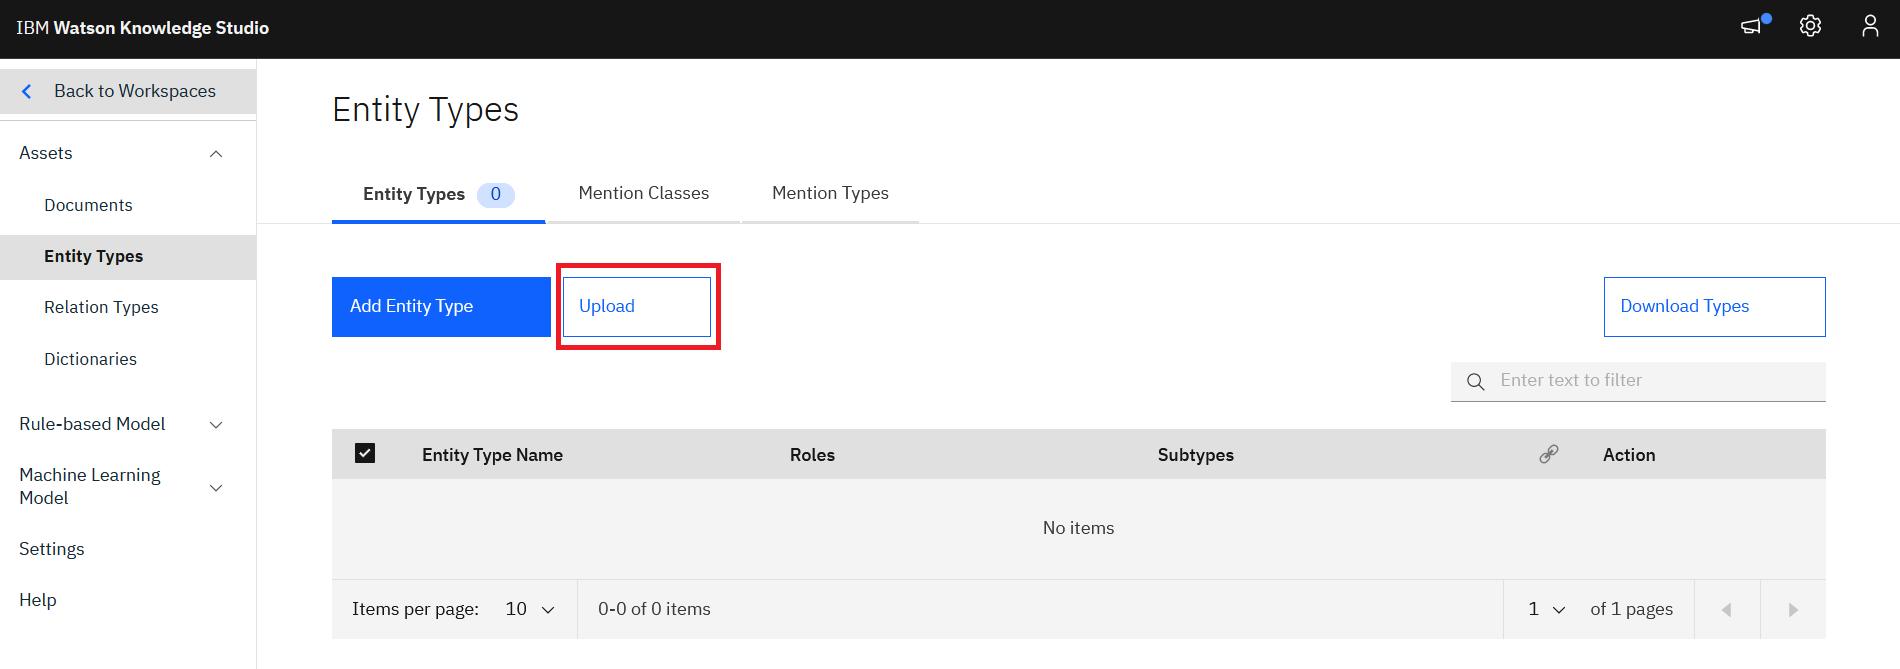 IBM Watson Knowledge Studio
Back to Workspaces
Assets
Documents
Entity Types
Relation Types
Dictionaries
Rule-based Model
Machine Learning
Model
Settings
Help
Entity Types
Entity Types 0 Mention Classes Mention Types
Add Entity Type Upload Download Types
Enter text to filter
Entity Type Name Roles Subtypes Action
No items
Items per page: 10 0-0 of 0 items 1 of 1 pages